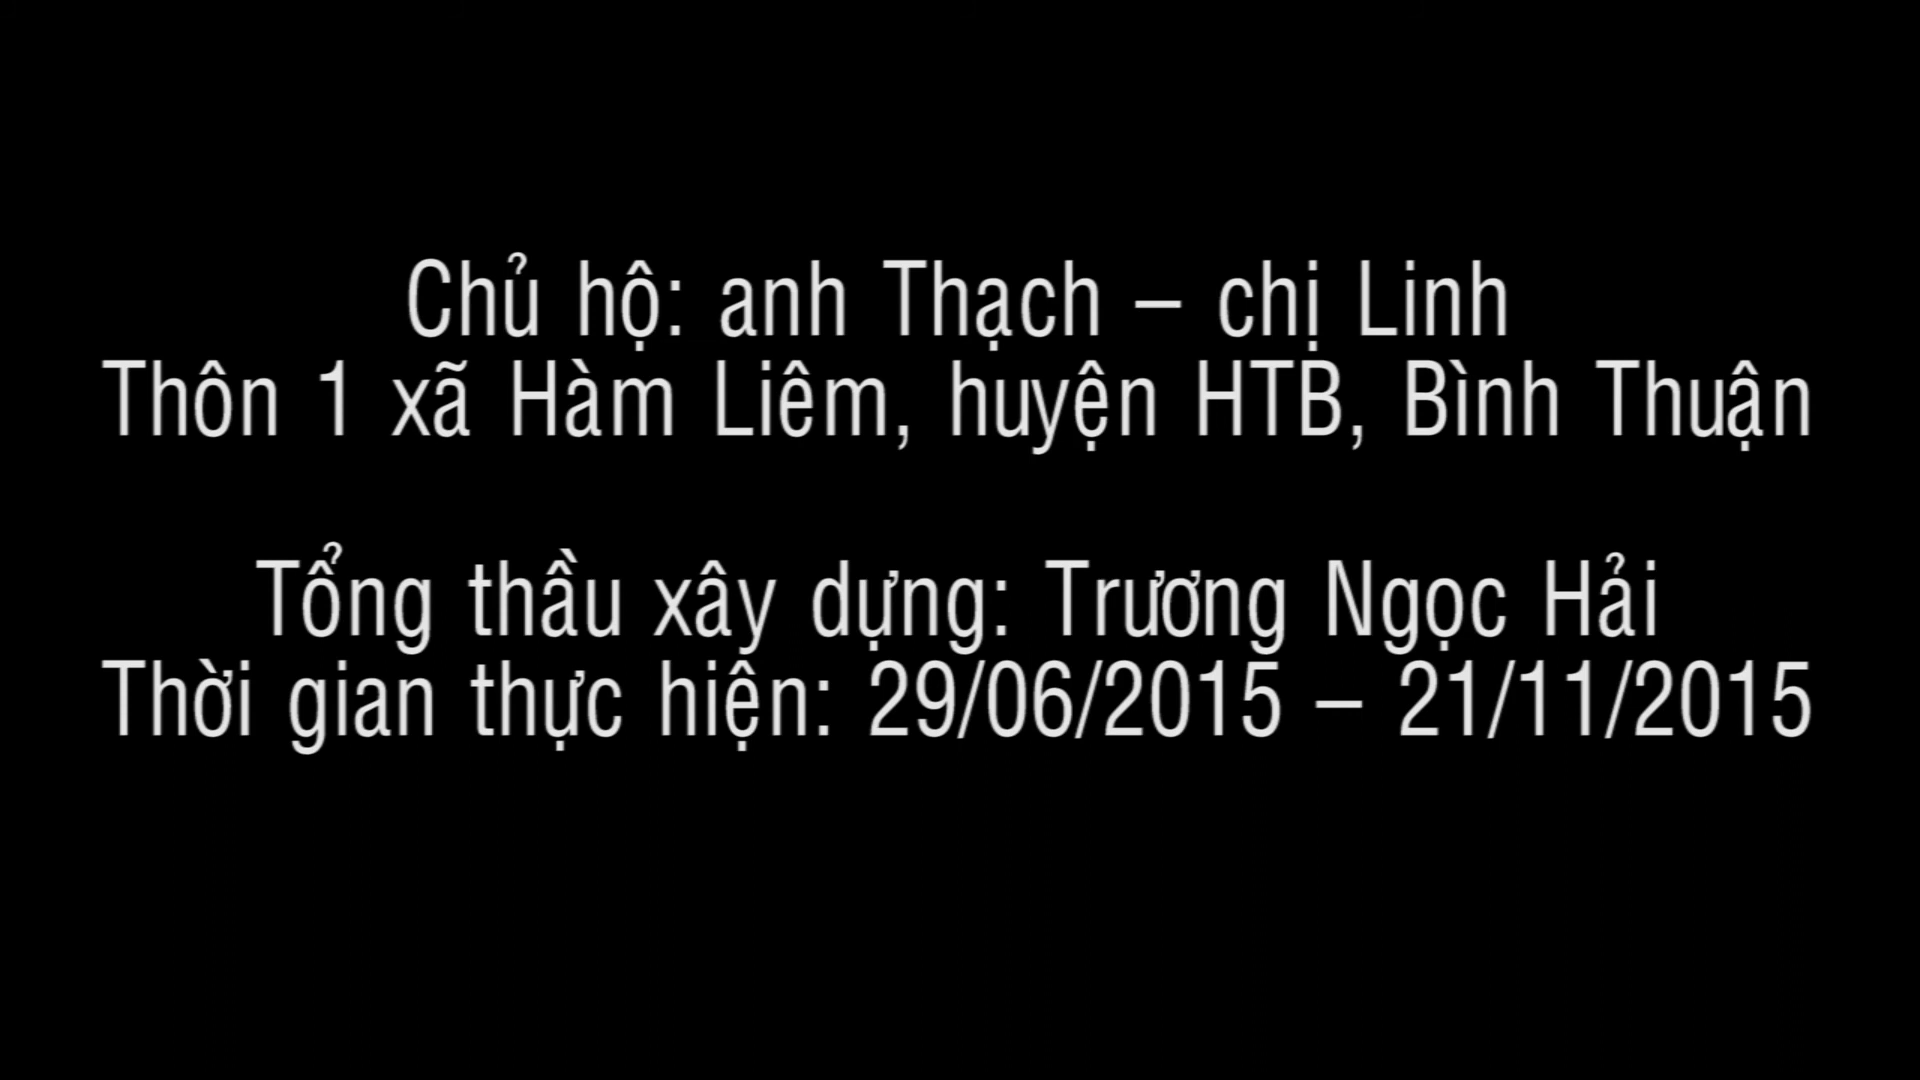 Chủ hộ: anh Thạch – chị Linh
Thôn 1 xã Hàm Liêm, huyện HTB, Bình Thuận
Tổng thầu xây dựng: Trương Ngọc Hải
Thời gian thực hiện: 29/06/2015 – 21/11/2015